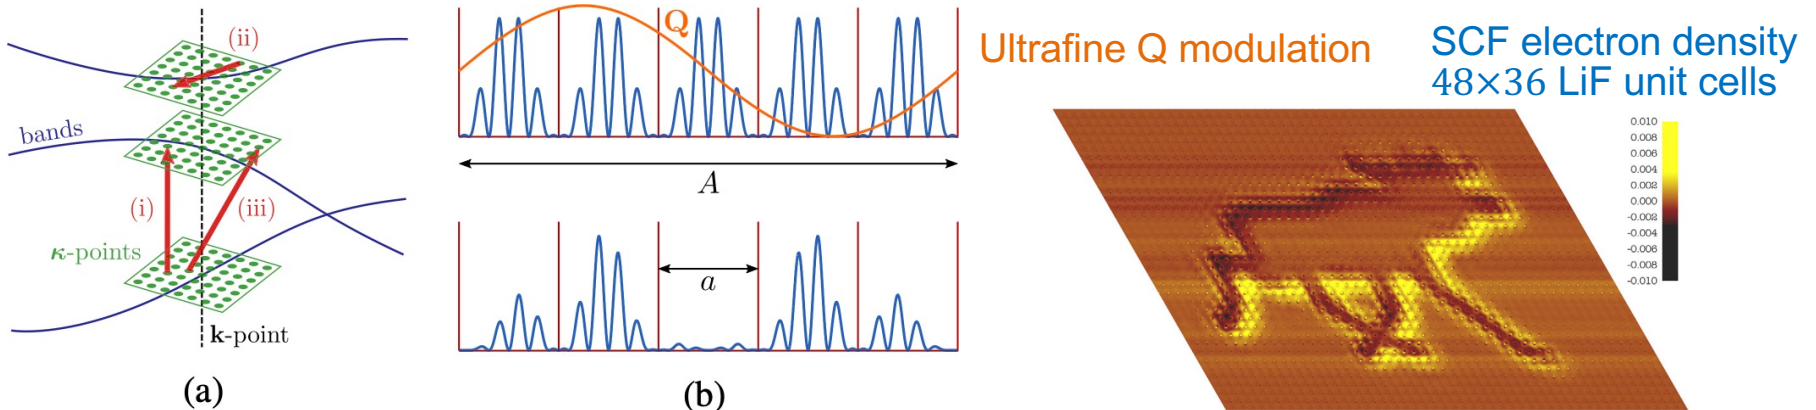 (ii)
bands
(i)
(iii)
κ-points
k-point
(a)
Q
A
a
(b)
Ultrafine Q modulation
SCF electron density
48×36 LiF unit cells
0.010
0.008
0.006
0.004
0.002
0.000
-0.002
-0.004
-0.006
-0.008
-0.010